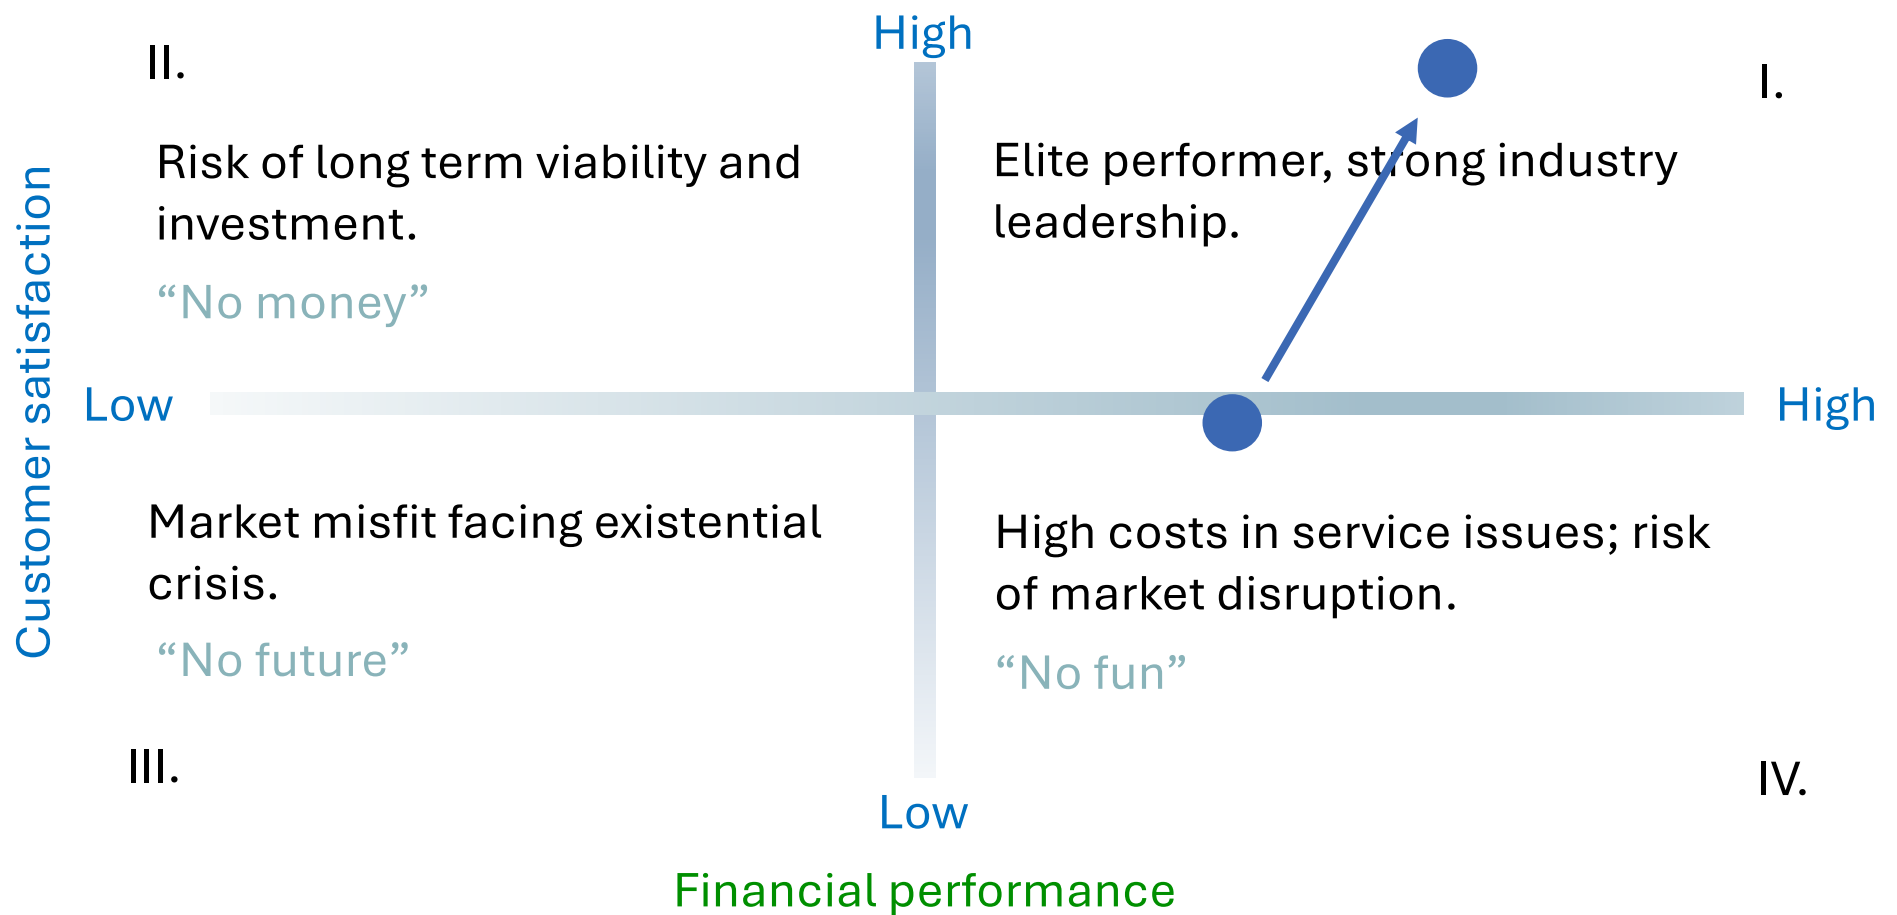 High
II.
I.
Risk of long term viability and
investment.
“No money”
Elite performer, strong industry
leadership.
Customer satisfaction
Low
High
Market misfit facing existential
crisis.
“No future”
High costs in service issues; risk
of market disruption.
“No fun”
III.
IV.
Low
Financial performance